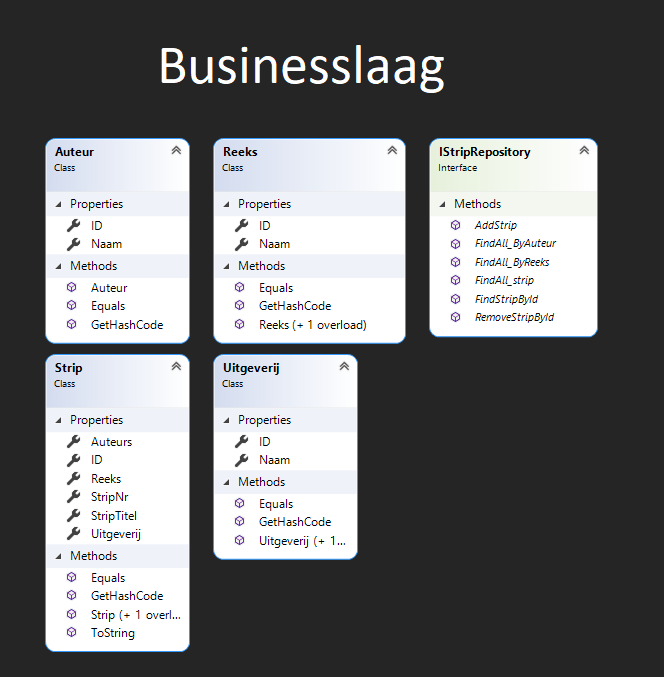 Businesslaag
Auteur
Class
Properties
ID
Naam
Methods
Auteur
Equals
GetHashCode
Reeks
Class
Properties
ID
Naam
Methods
Equals
GetHashCode
Reeks (+ 1 overload)
IStripRepository
Interface
Methods
AddStrip
FindAll_ByAuteur
FindAll_ByReeks
FindAll_strip
FindStripById
RemoveStripById
Strip
Class
Properties
Auteurs
ID
Reeks
StripNr
StripTitel
Uitgeverij
Methods
Equals
GetHashCode
Strip (+ 1 overl...
ToString
Uitgeverij
Class
Properties
ID
Naam
Methods
Equals
GetHashCode
Uitgeverij (+ 1...